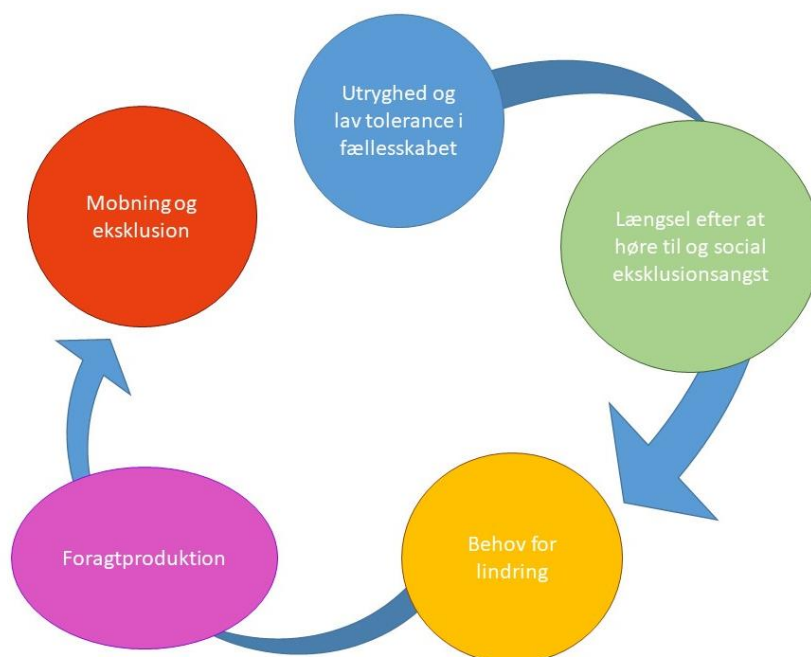 Utryghed og
lav tolerance i
fællesskabet
Længsel efter at
høre til og social
eksklusionsangst
Behov for
lindring
Foragtproduktion
Mobning og
eksklusion